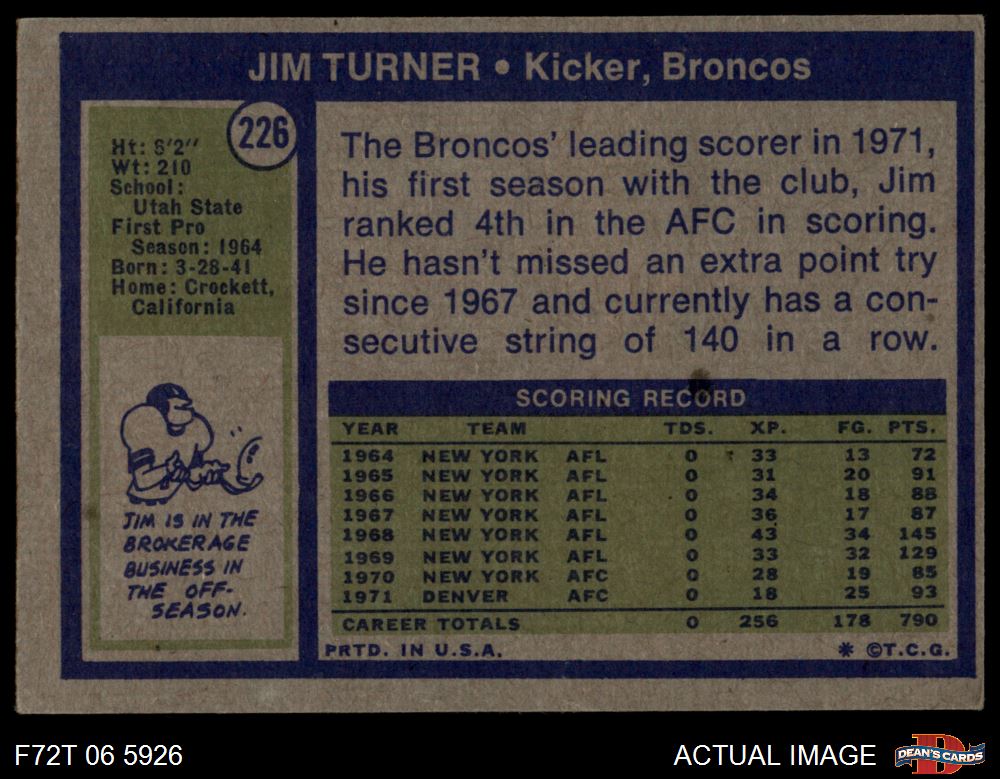 JIM TURNER • Kicker, Broncos
226
Ht: 6'2"
Wt: 210
School:
Utah State
First Pro
Season: 1964
Born: 3-28-41
Home: Crockett,
California
JIM IS IN THE
BROKERAGE
BUSINESS IN
THE OFF-
SEASON.
The Broncos' leading scorer in 1971,
his first season with the club, Jim
ranked 4th in the AFC in scoring.
He hasn't missed an extra point try
since 1967 and currently has a con-
secutive string of 140 in a row.
SCORING RECORD
YEAR TEAM TDS. XP. FG. PTS.
1964 NEW YORK AFL 0 33 13 72
1965 NEW YORK AFL 0 31 20 91
1966 NEW YORK AFL 0 34 18 88
1967 NEW YORK AFL 0 36 17 87
1968 NEW YORK AFL 0 43 34 145
1969 NEW YORK AFL 0 33 32 129
1970 NEW YORK AFC 0 28 19 85
1971 DENVER AFC 0 18 25 93
CAREER TOTALS 0 256 178 790
PRTD. IN U.S.A. * ©T.C.G.
F72T 06 5926 ACTUAL IMAGE DEAN'S CARDS